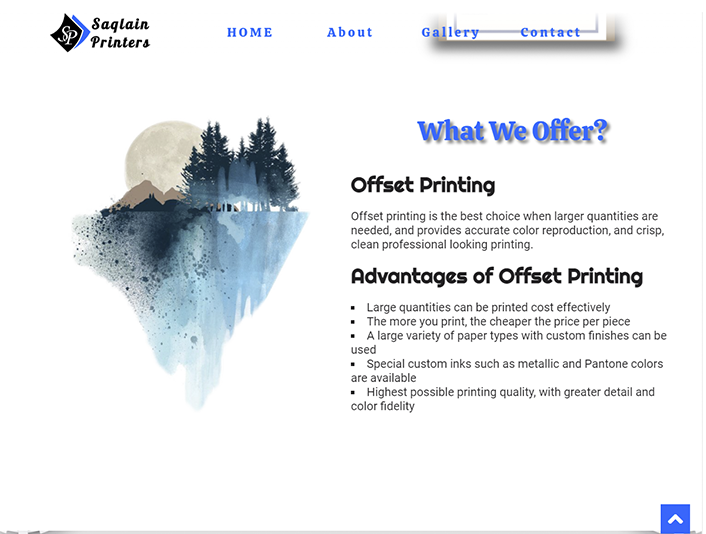 Saqlain
Printers
HOME About Gallery Contact
What We Offer?
Offset Printing
Offset printing is the best choice when larger quantities are
needed, and provides accurate color reproduction, and crisp,
clean professional looking printing.
Advantages of Offset Printing
▪ Large quantities can be printed cost effectively
▪ The more you print, the cheaper the price per piece
▪ A large variety of paper types with custom finishes can be
used
▪ Special custom inks such as metallic and Pantone colors
are available
▪ Highest possible printing quality, with greater detail and
color fidelity